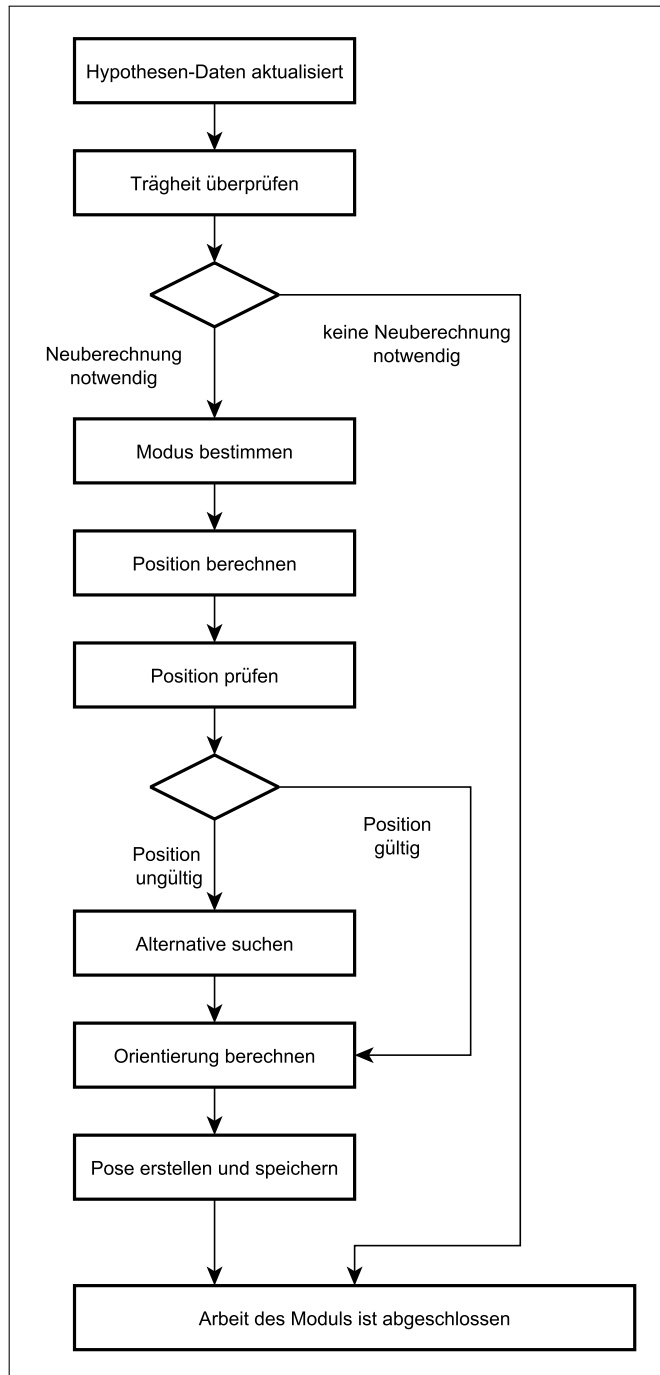 Hypothesen-Daten aktualisiert
Trägheit überprüfen
keine Neuberechnung
notwendig
Neuberechnung
notwendig
Modus bestimmen
Position berechnen
Position prüfen
Position
gültig
Position
ungültig
Alternative suchen
Orientierung berechnen
Pose erstellen und speichern
Arbeit des Moduls ist abgeschlossen